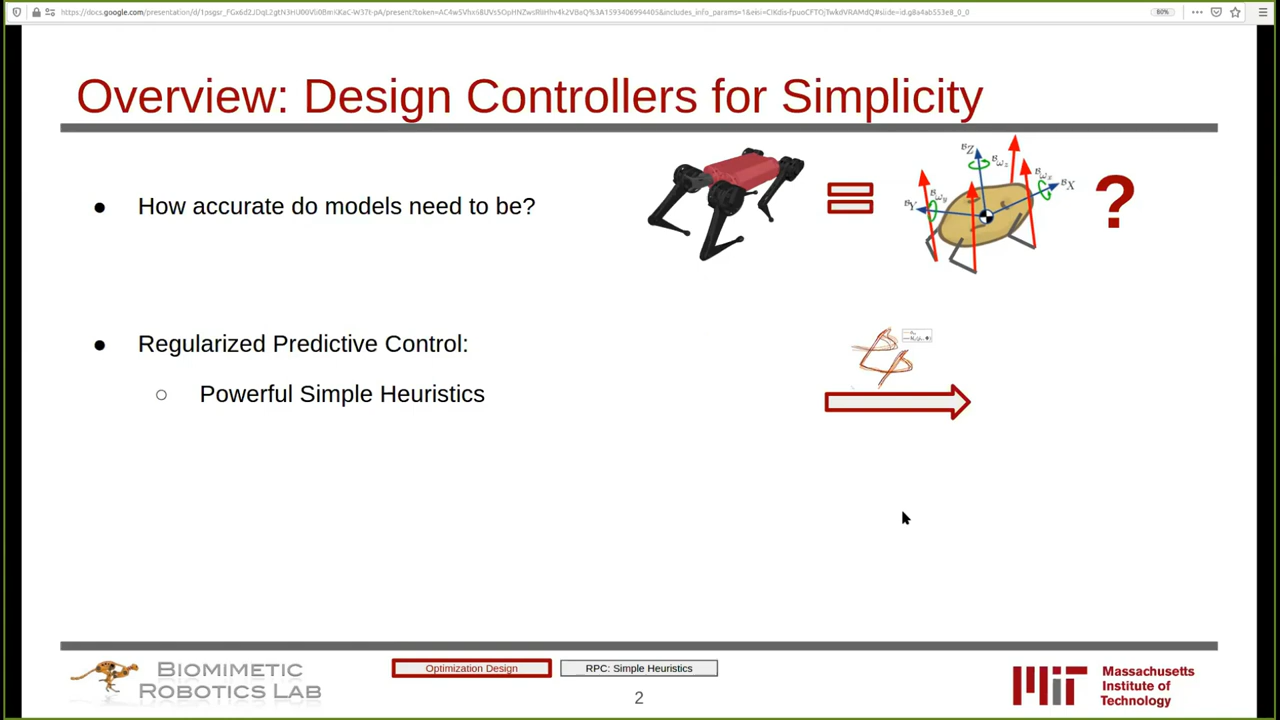 80%
Overview: Design Controllers for Simplicity
● How accurate do models need to be?
?
● Regularized Predictive Control:
○ Powerful Simple Heuristics
BIOMIMETIC
ROBOTICS LAB
Optimization Design
RPC: Simple Heuristics
2
Massachusetts
Institute of
Technology